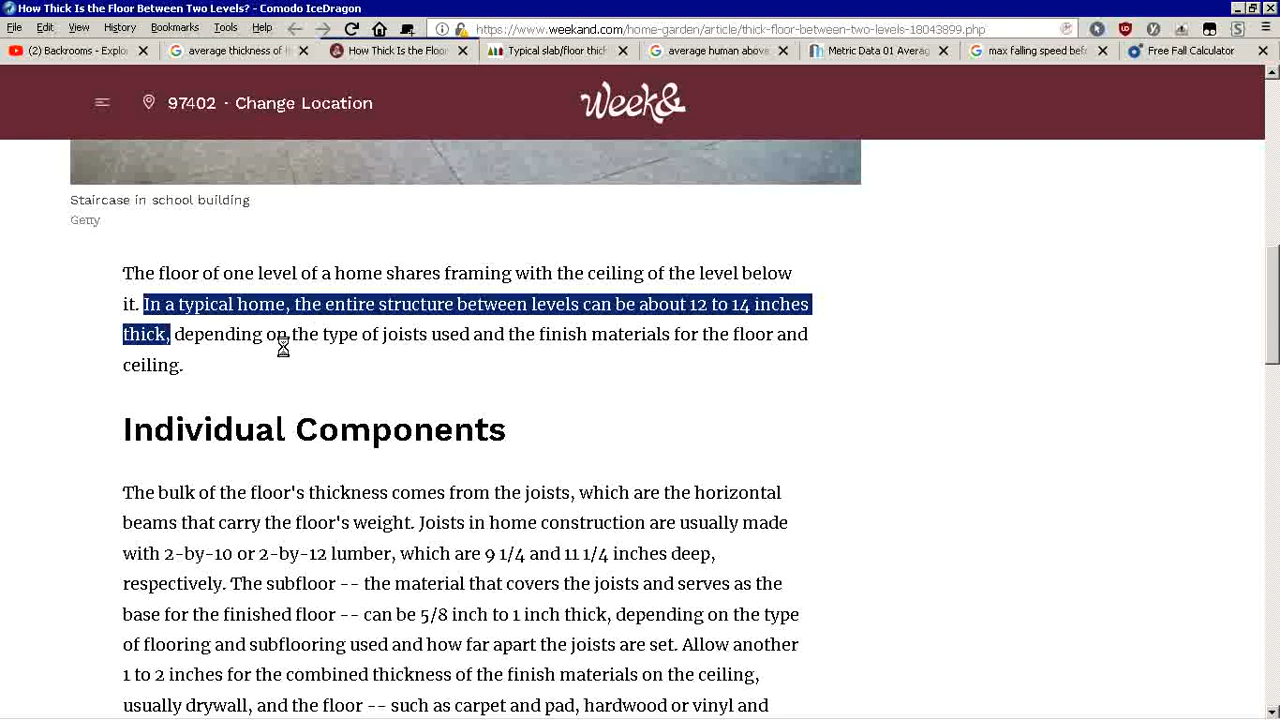 How Thick Is the Floor Between Two Levels? - Comodo IceDragon
File Edit View History Bookmarks Tools Help
https://www.weekand.com/home-garden/article/thick-floor-between-two-levels-18043899.php
(2) Backrooms - Explo
average thickness of
How Thick Is the Floo
Typical slab/floor thic
average human above
Metric Data 01 Averag
max falling speed bef
Free Fall Calculator
97402 · Change Location
Week&
Staircase in school building
Getty
The floor of one level of a home shares framing with the ceiling of the level below
it. In a typical home, the entire structure between levels can be about 12 to 14 inches
thick, depending on the type of joists used and the finish materials for the floor and
ceiling.
Individual Components
The bulk of the floor's thickness comes from the joists, which are the horizontal
beams that carry the floor's weight. Joists in home construction are usually made
with 2-by-10 or 2-by-12 lumber, which are 9 1/4 and 11 1/4 inches deep,
respectively. The subfloor -- the material that covers the joists and serves as the
base for the finished floor -- can be 5/8 inch to 1 inch thick, depending on the type
of flooring and subflooring used and how far apart the joists are set. Allow another
1 to 2 inches for the combined thickness of the finish materials on the ceiling,
usually drywall, and the floor -- such as carpet and pad, hardwood or vinyl and